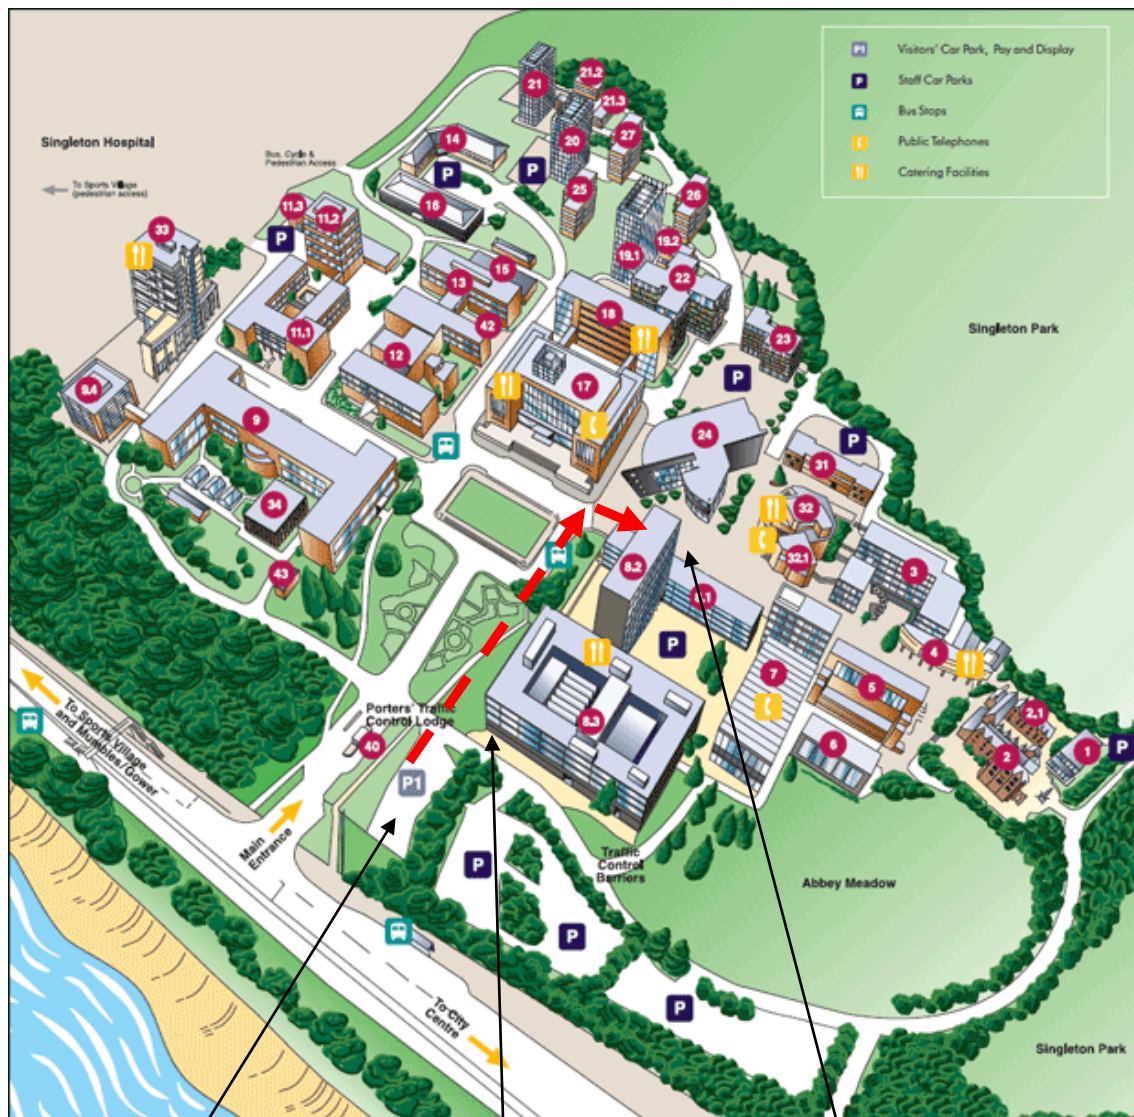 P1 Visitors' Car Park, Pay and Display
P Staff Car Parks
Bus Stops
Public Telephones
Catering Facilities
Singleton Hospital
Bus, Cycle &
Pedestrian Access
To Sports Village
(pedestrian access)
21
21.2
21.3
14
20
27
P
P
16
25
26
11.3
11.2
33
P
19.2
19.1
15
13
22
18
42
11.1
Singleton Park
23
12
9.4
17
P
9
24
P
31
34
32
32.1
43
8.2
3
8.1
P
4
7
5
To Sports Village
and Mumbles/Gower
Porters' Traffic
Control Lodge
40
8.3
2.1
6
2
1
P
P1
Main
Entrance
Traffic
Control
Barriers
P
Abbey Meadow
P
P
To City
Centre
Singleton Park